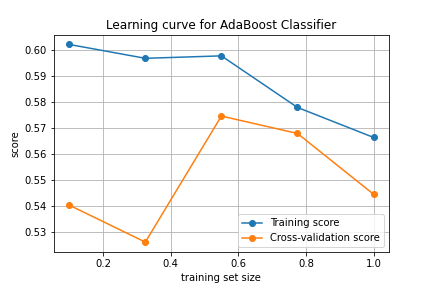 Learning curve for AdaBoost Classifier
0.60
0.59
0.58
0.57
0.56
0.55
0.54
0.53
score
Training score
Cross-validation score
0.2 0.4 0.6 0.8 1.0
training set size